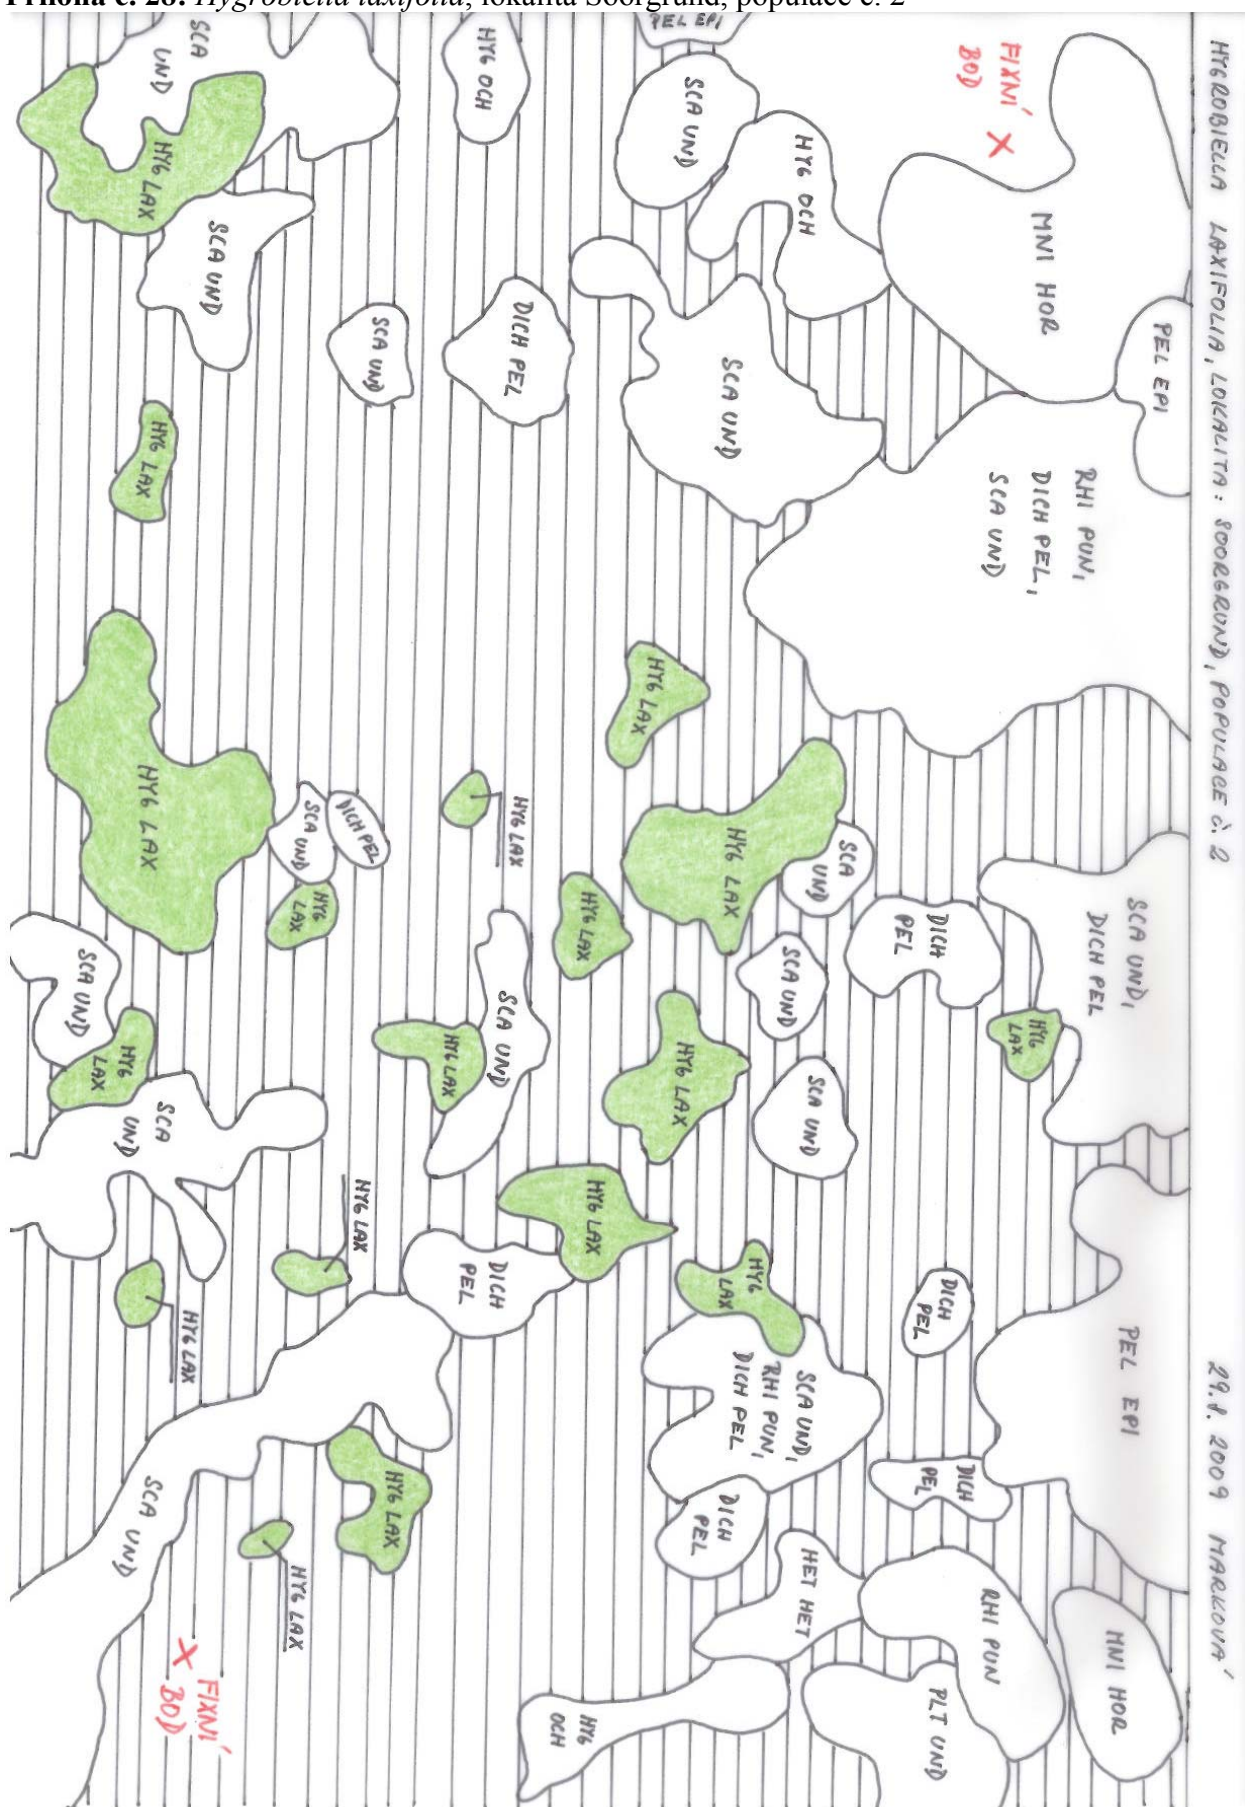 Hygrobiella laxifolia, lokalita Soorgrund, populace č. 2
HYGROBIELLA LAXIFOLIA, LOKALITA: SOORGRUND, POPULACE č. 2
2009 MARKOVÁ
SCA
UND
HYG OCH
PEL EPI
SCA UND
HYG OCH
FIXNÍ
BOD
MNI HOR
PEL EPI
HYG LAX
SCA UND
SCA UND
DICH PEL
SCA UND
RHI PUN,
DICH PEL,
SCA UND
HYG LAX
HYG LAX
HYG LAX
SCA UND
DICH PEL
HYG LAX
HYG LAX
SCA
UND
DICH
PEL
SCA UND,
DICH PEL
HYG
LAX
HYG LAX
SCA UND
SCA UND
HYG
LAX
SCA UND
HYG LAX
HYG LAX
SCA UND
HYG
LAX
SCA
UND
HYG LAX
HYG LAX
DICH
PEL
HYG LAX
HYG
LAX
DICH
PEL
PEL EPI
HYG LAX
SCA UND,
RHI PUN,
DICH PEL
DICH
PEL
SCA UND
HYG LAX
DICH
PEL
HYG LAX
HET HET
RHI PUN
MNI HOR
FIXNÍ
BOD
HYG
OCH
PLT UND